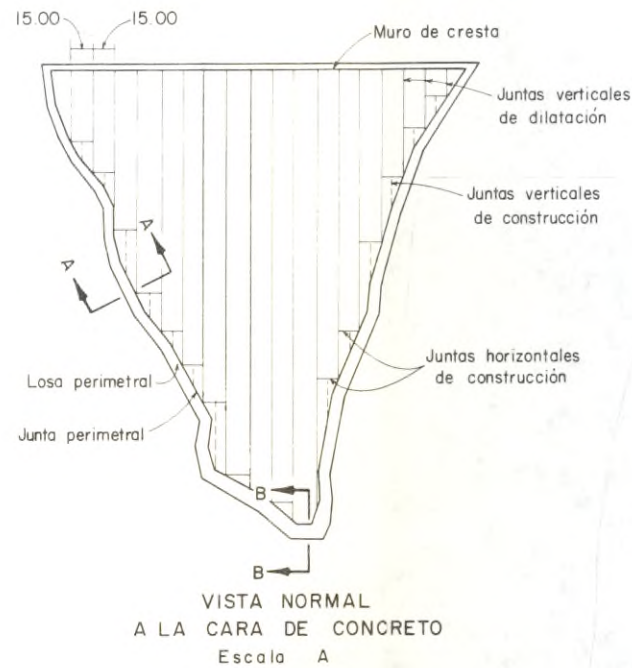 15.00
15.00
Muro de cresta
Juntas verticales
de dilatación
Juntas verticales
de construcción
A
A
Juntas horizontales
de construcción
Losa perimetral
Junta perimetral
B
B
VISTA NORMAL
A LA CARA DE CONCRETO
Escala A